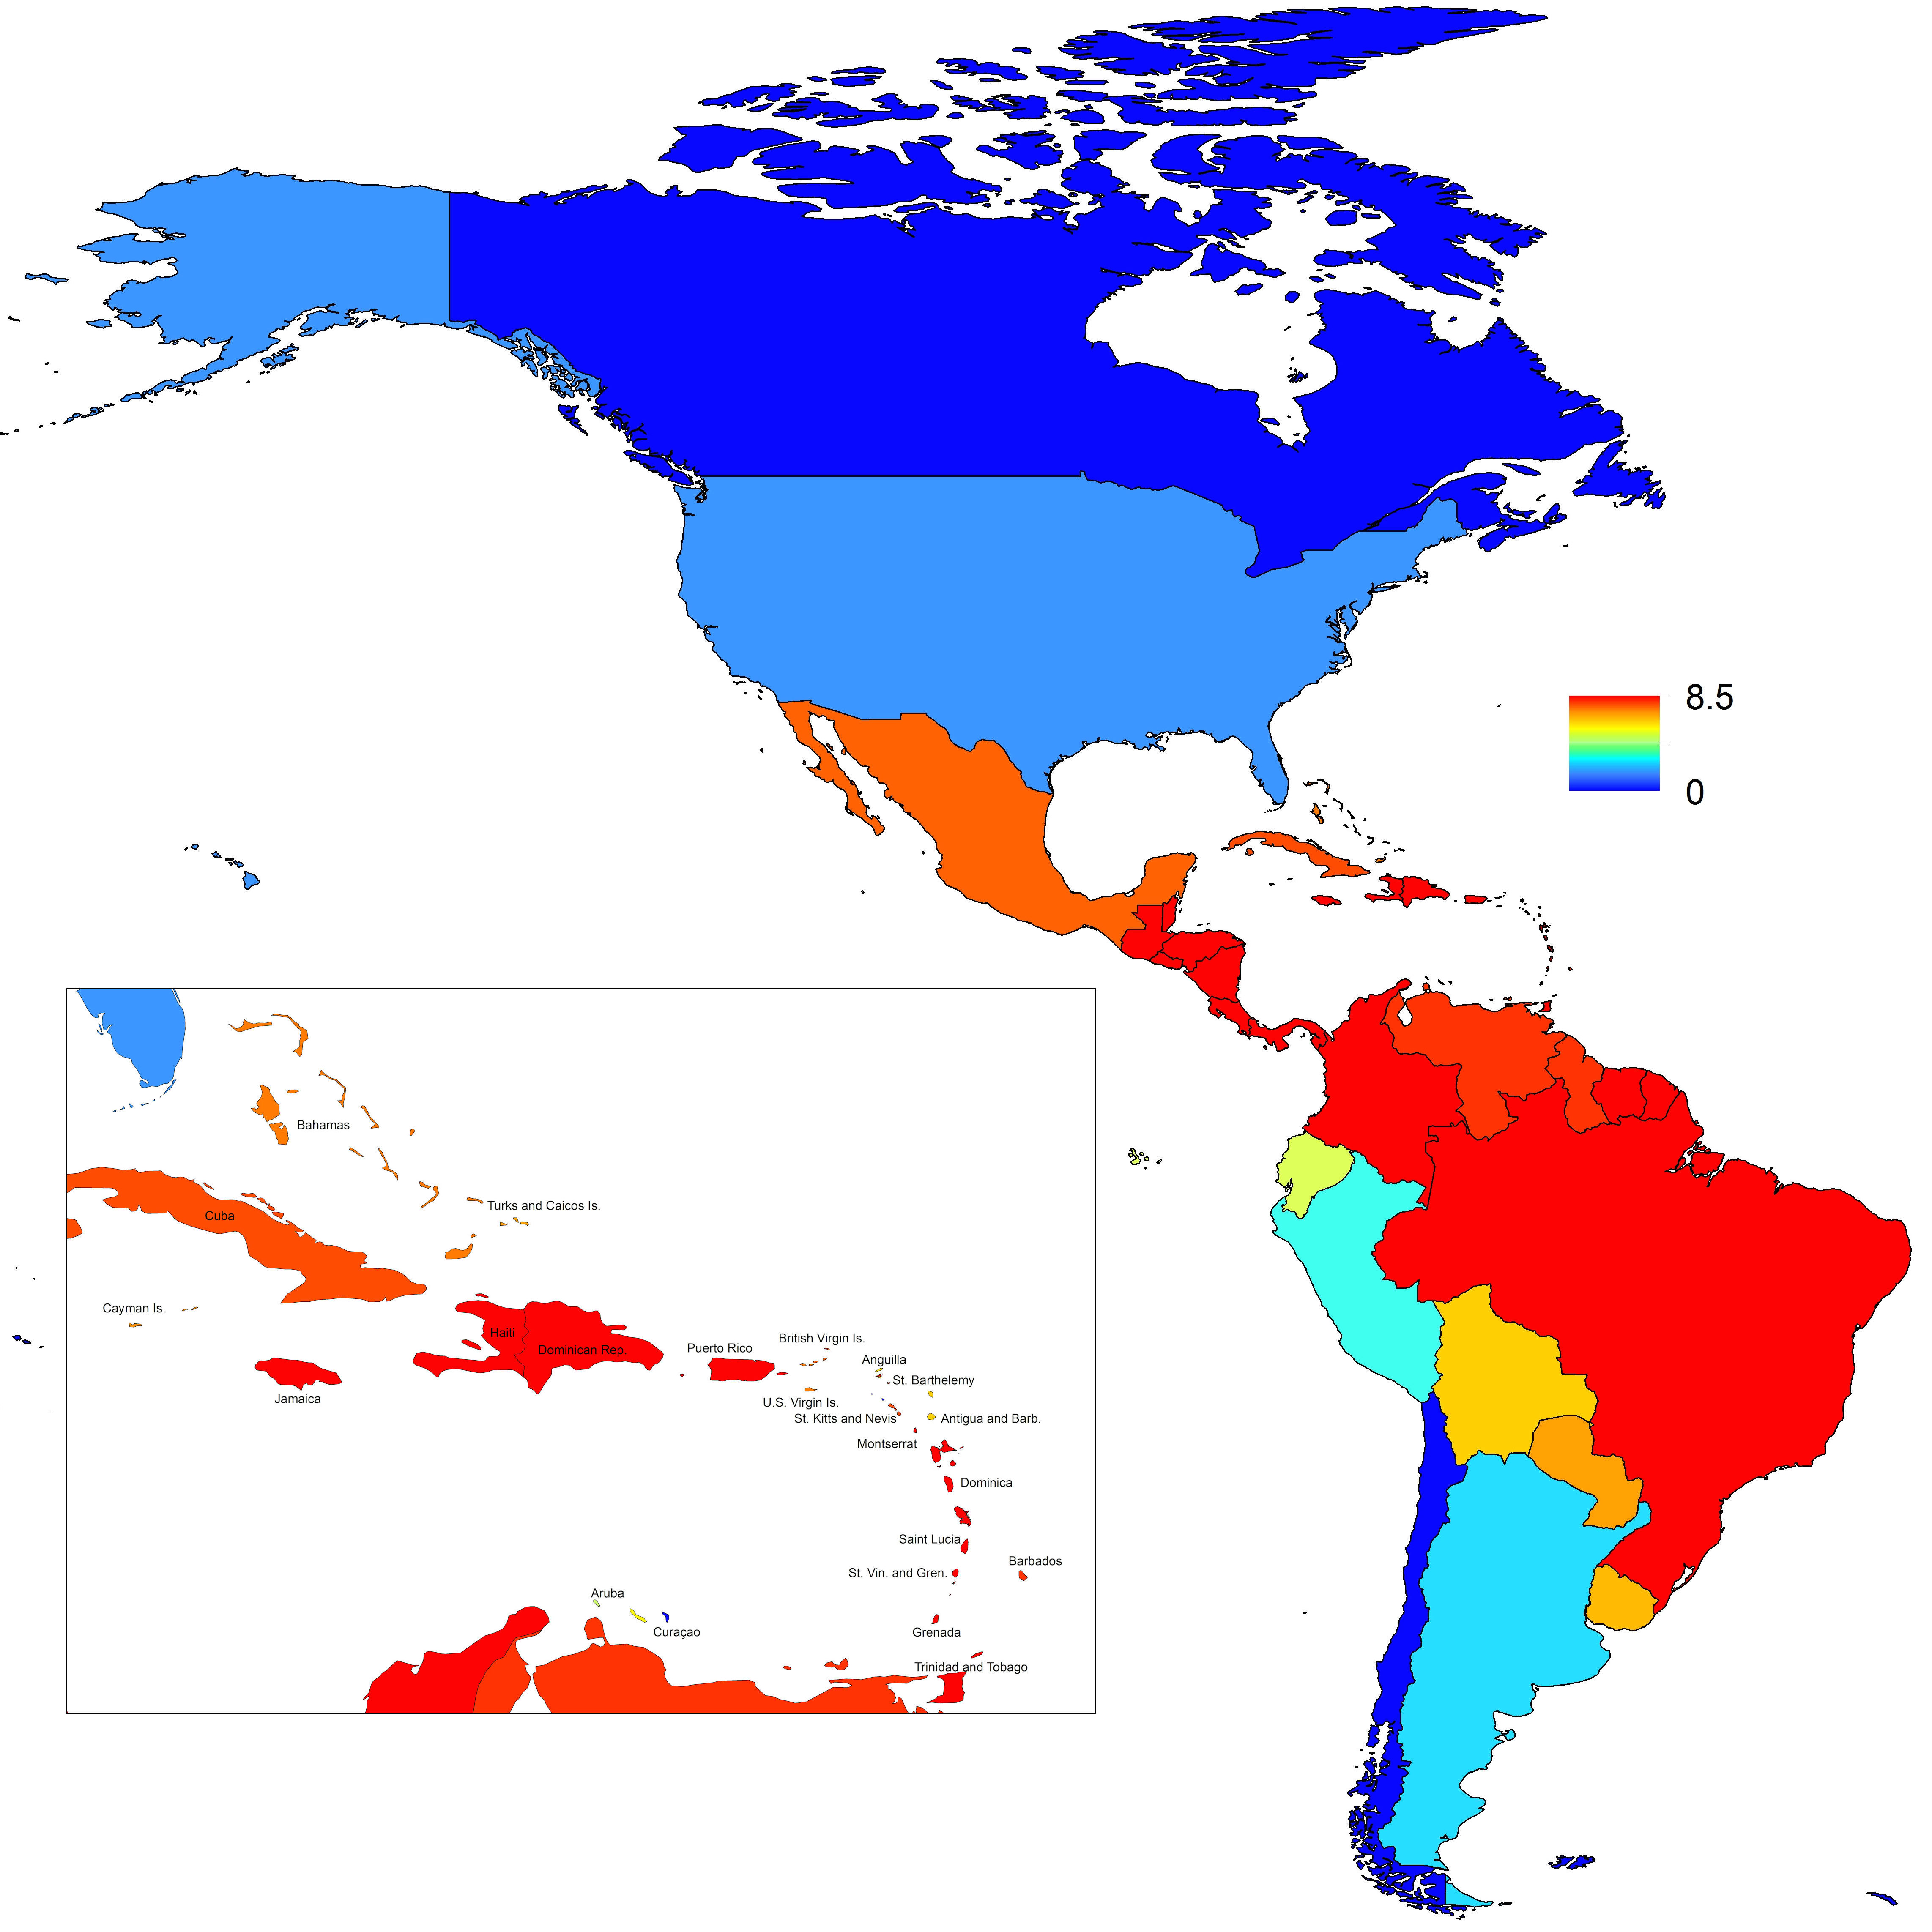 8.5
0
Bahamas
Turks and Caicos Is.
Cuba
Cayman Is.
Haiti
Dominican Rep.
Jamaica
Puerto Rico
British Virgin Is.
Anguilla
St. Barthelemy
U.S. Virgin Is.
St. Kitts and Nevis
Antigua and Barb.
Montserrat
Dominica
Saint Lucia
Barbados
St. Vin. and Gren.
Aruba
Curaçao
Grenada
Trinidad and Tobago